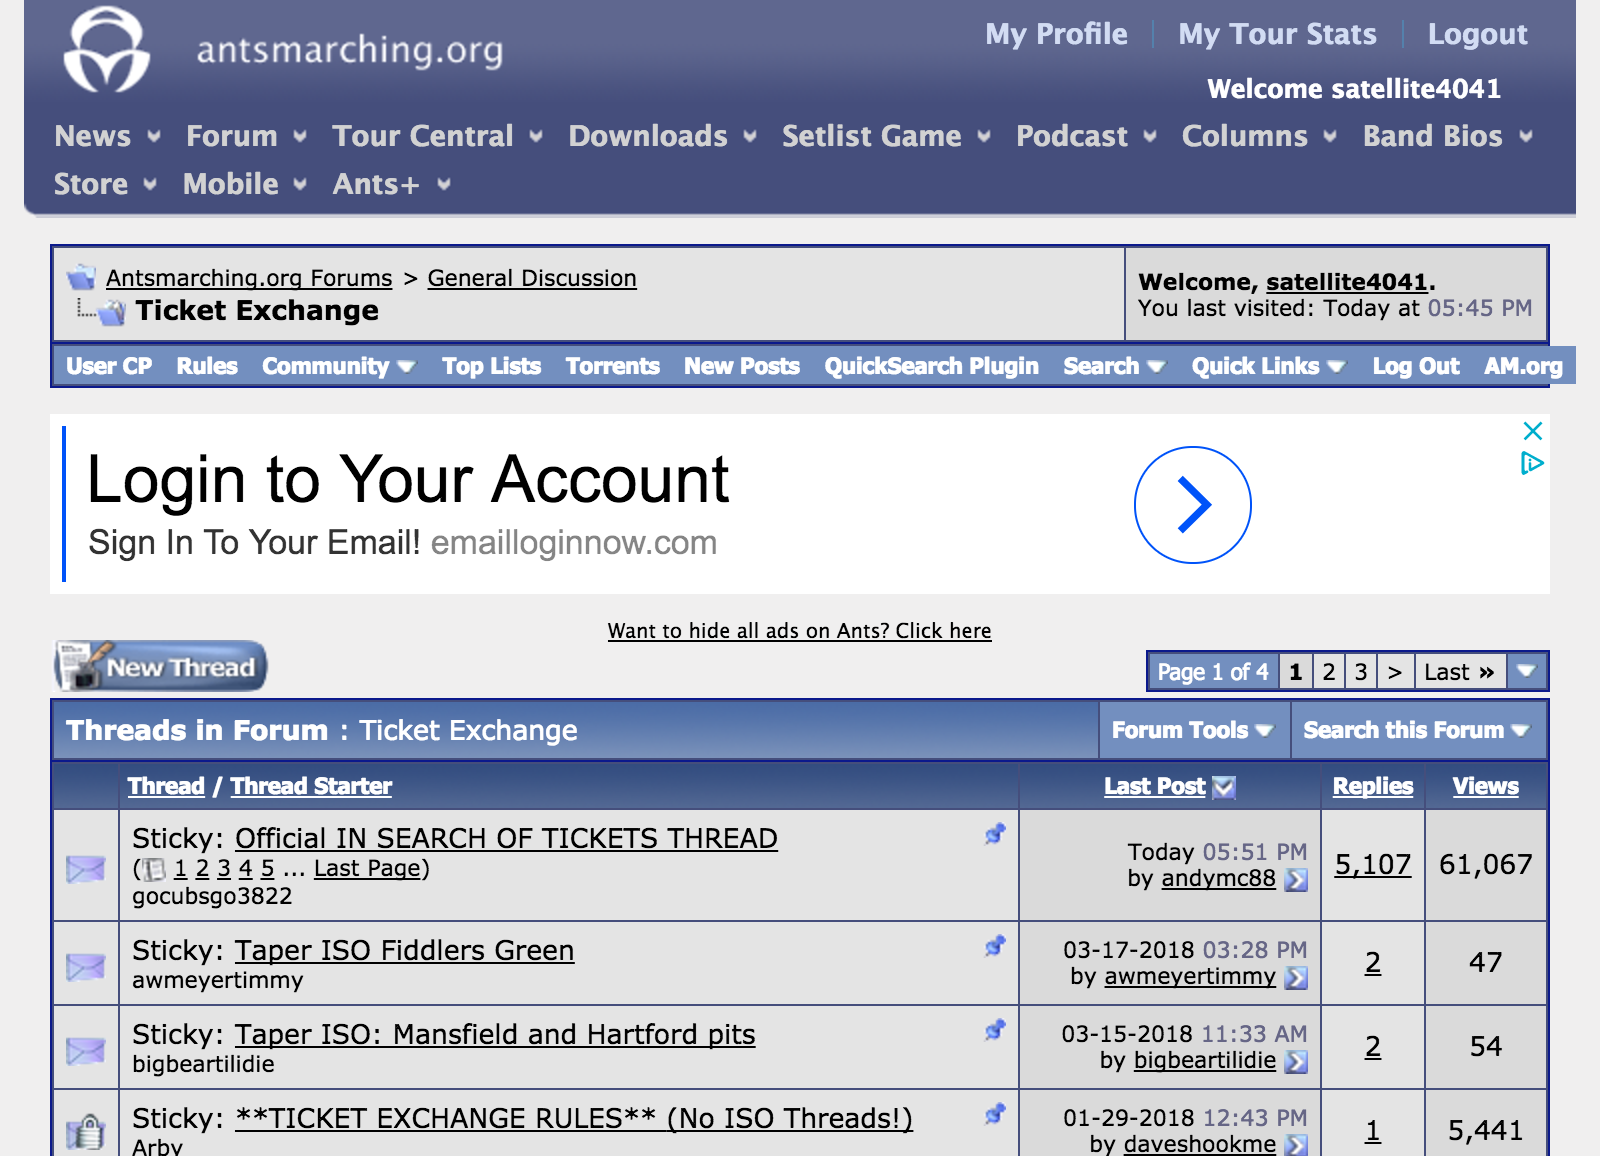 antsmarching.org
My Profile My Tour Stats Logout
Welcome satellite4041
News Forum Tour Central Downloads Setlist Game Podcast Columns Band Bios
Store Mobile Ants+
Antsmarching.org Forums > General Discussion
Ticket Exchange
Welcome, satellite4041.
You last visited: Today at 05:45 PM
User CP Rules Community Top Lists Torrents New Posts QuickSearch Plugin Search Quick Links Log Out AM.org
Login to Your Account
Sign In To Your Email! emailloginnow.com
Want to hide all ads on Ants? Click here
New Thread
Page 1 of 4 1 2 3 > Last »
Threads in Forum : Ticket Exchange
Forum Tools Search this Forum
Thread / Thread Starter Last Post Replies Views
Sticky: Official IN SEARCH OF TICKETS THREAD
(1 2 3 4 5 ... Last Page)
gocubsgo3822
Today 05:51 PM
by andymc88
5,107
61,067
Sticky: Taper ISO Fiddlers Green
awmeyertimmy
03-17-2018 03:28 PM
by awmeyertimmy
2
47
Sticky: Taper ISO: Mansfield and Hartford pits
bigbeartilidie
03-15-2018 11:33 AM
by bigbeartilidie
2
54
Sticky: **TICKET EXCHANGE RULES** (No ISO Threads!)
Arby
01-29-2018 12:43 PM
by daveshookme
1
5,441